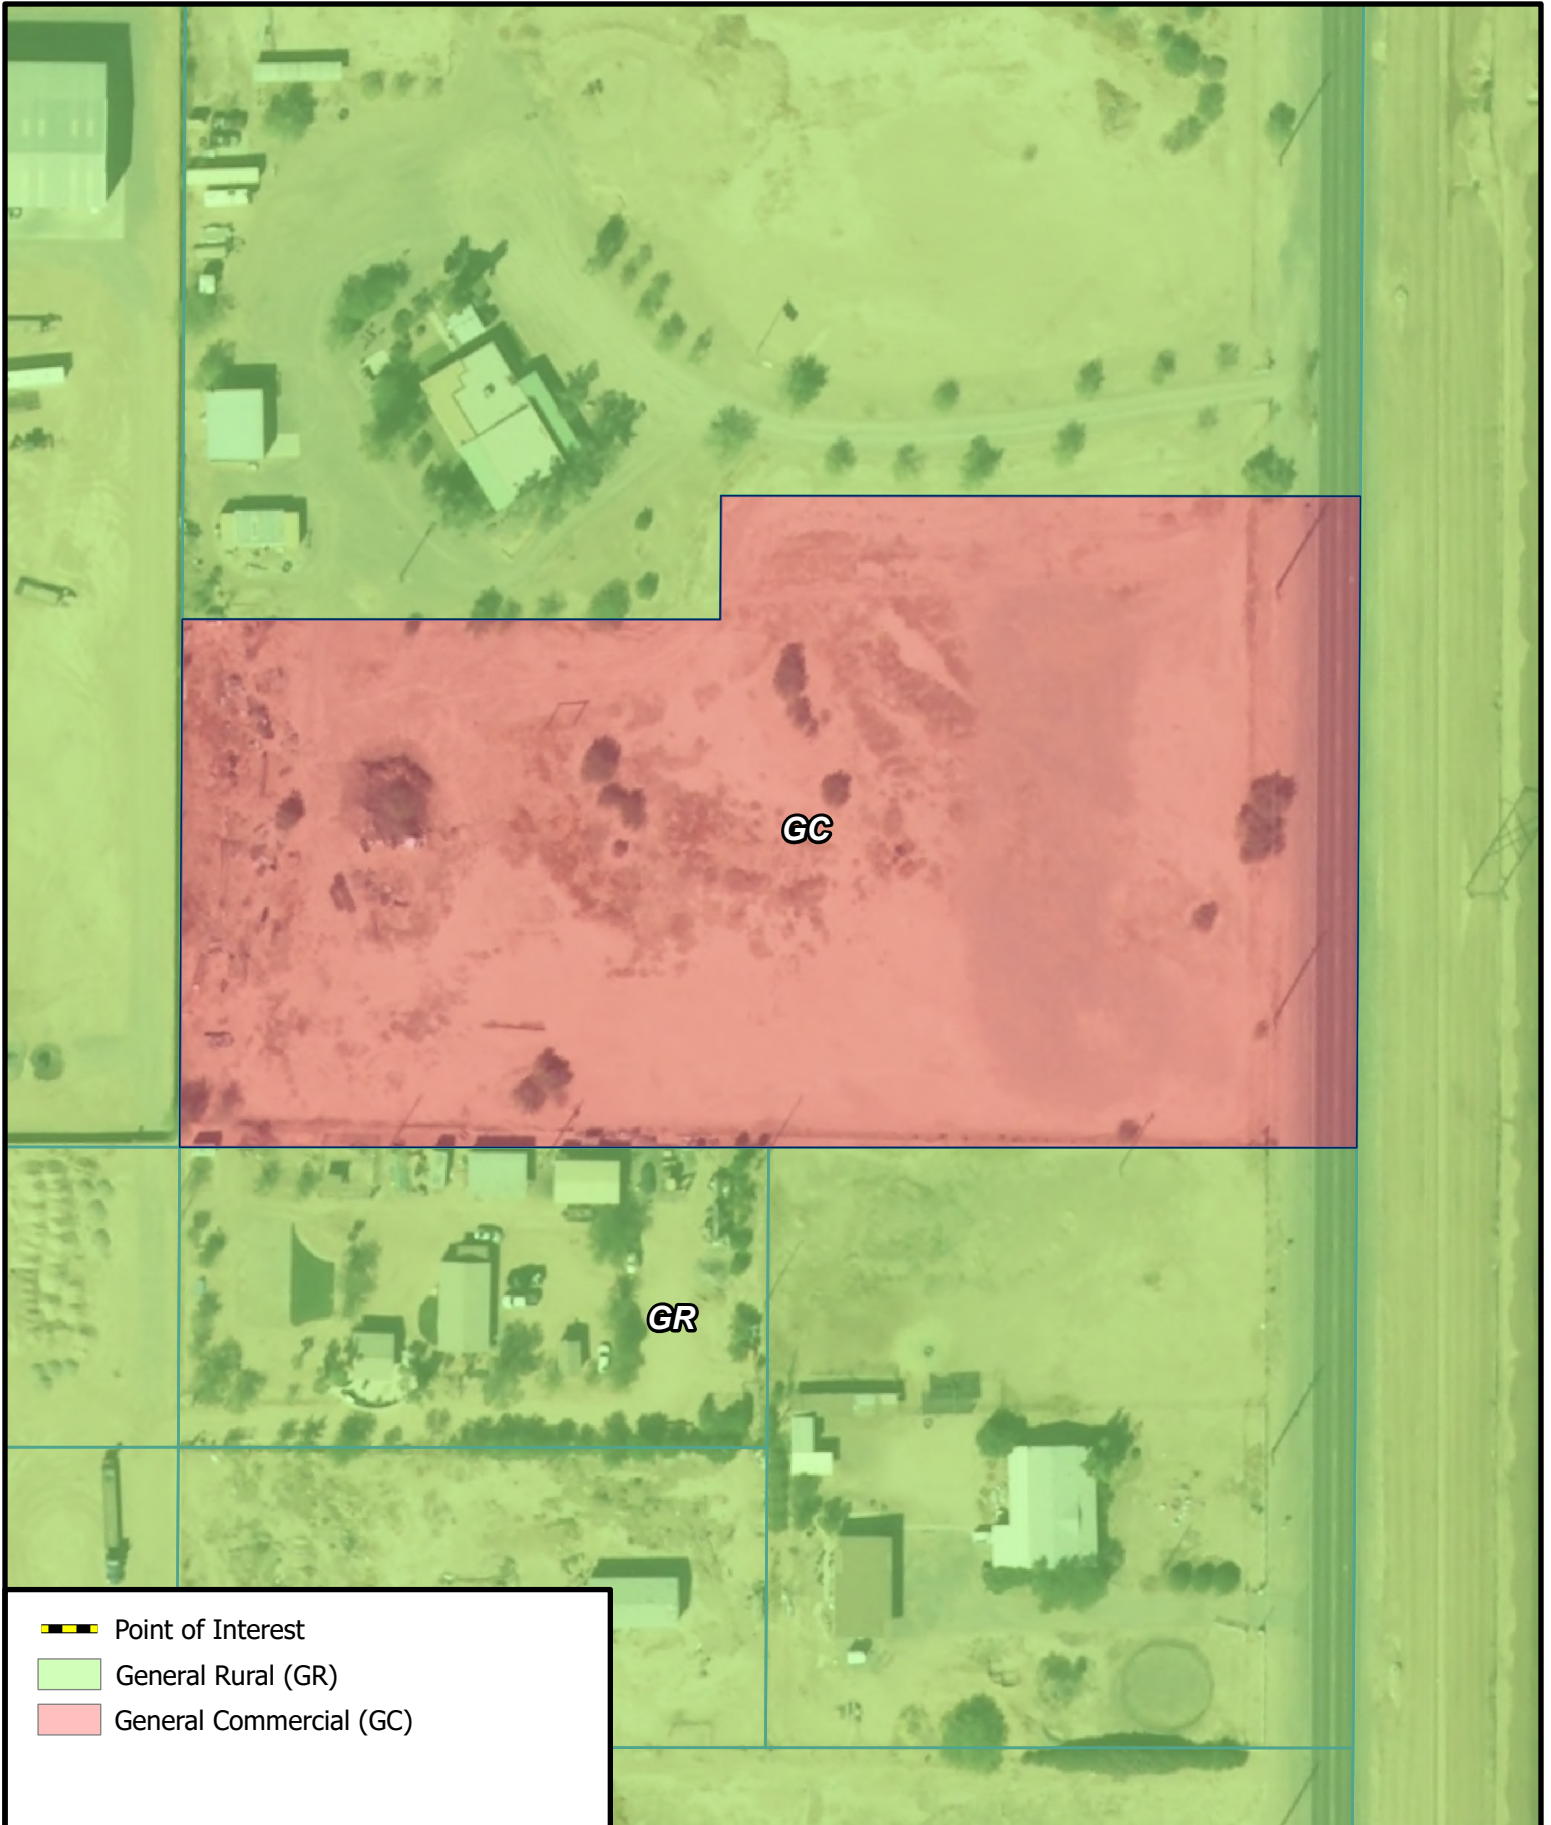 GC
GR
Point of Interest
General Rural (GR)
General Commercial (GC)